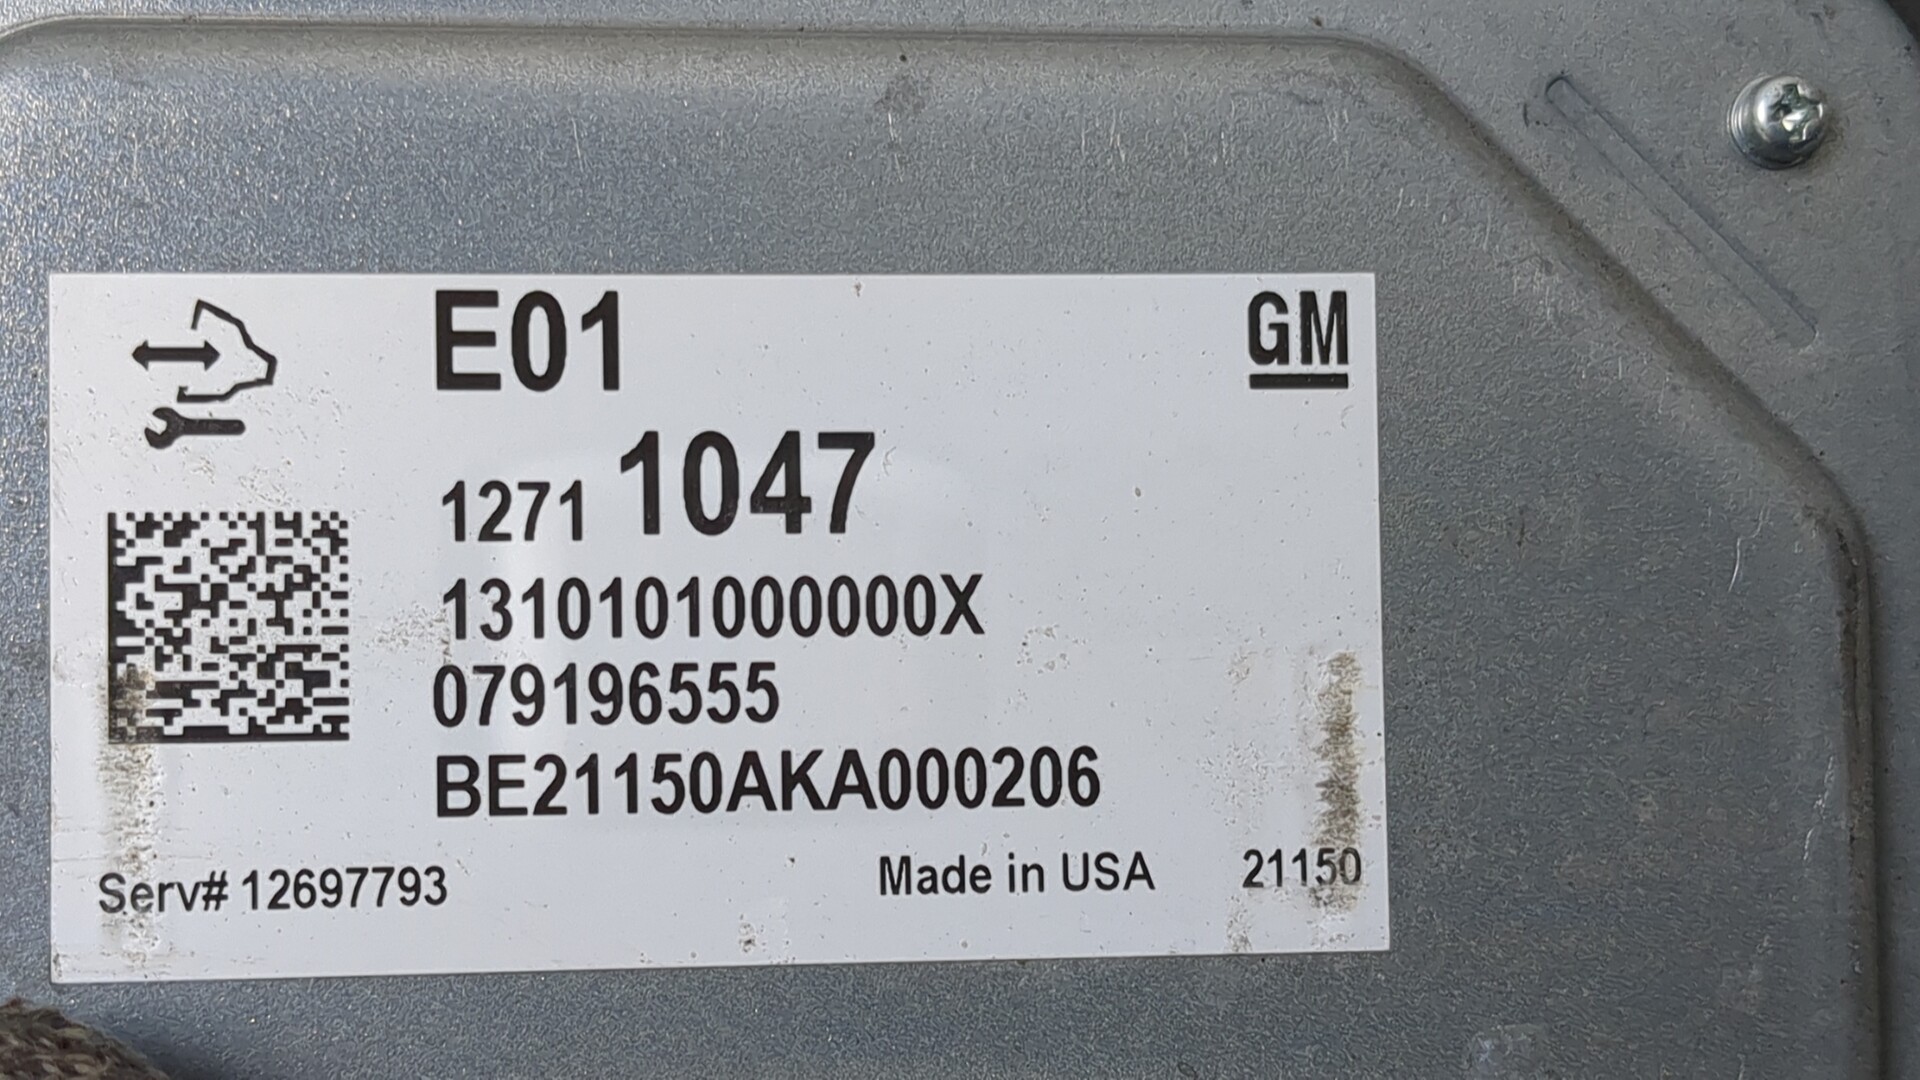 E01
GM
1271 1047
1310101000000X
079196555
BE21150AKA000206
Serv# 12697793
Made in USA
21150